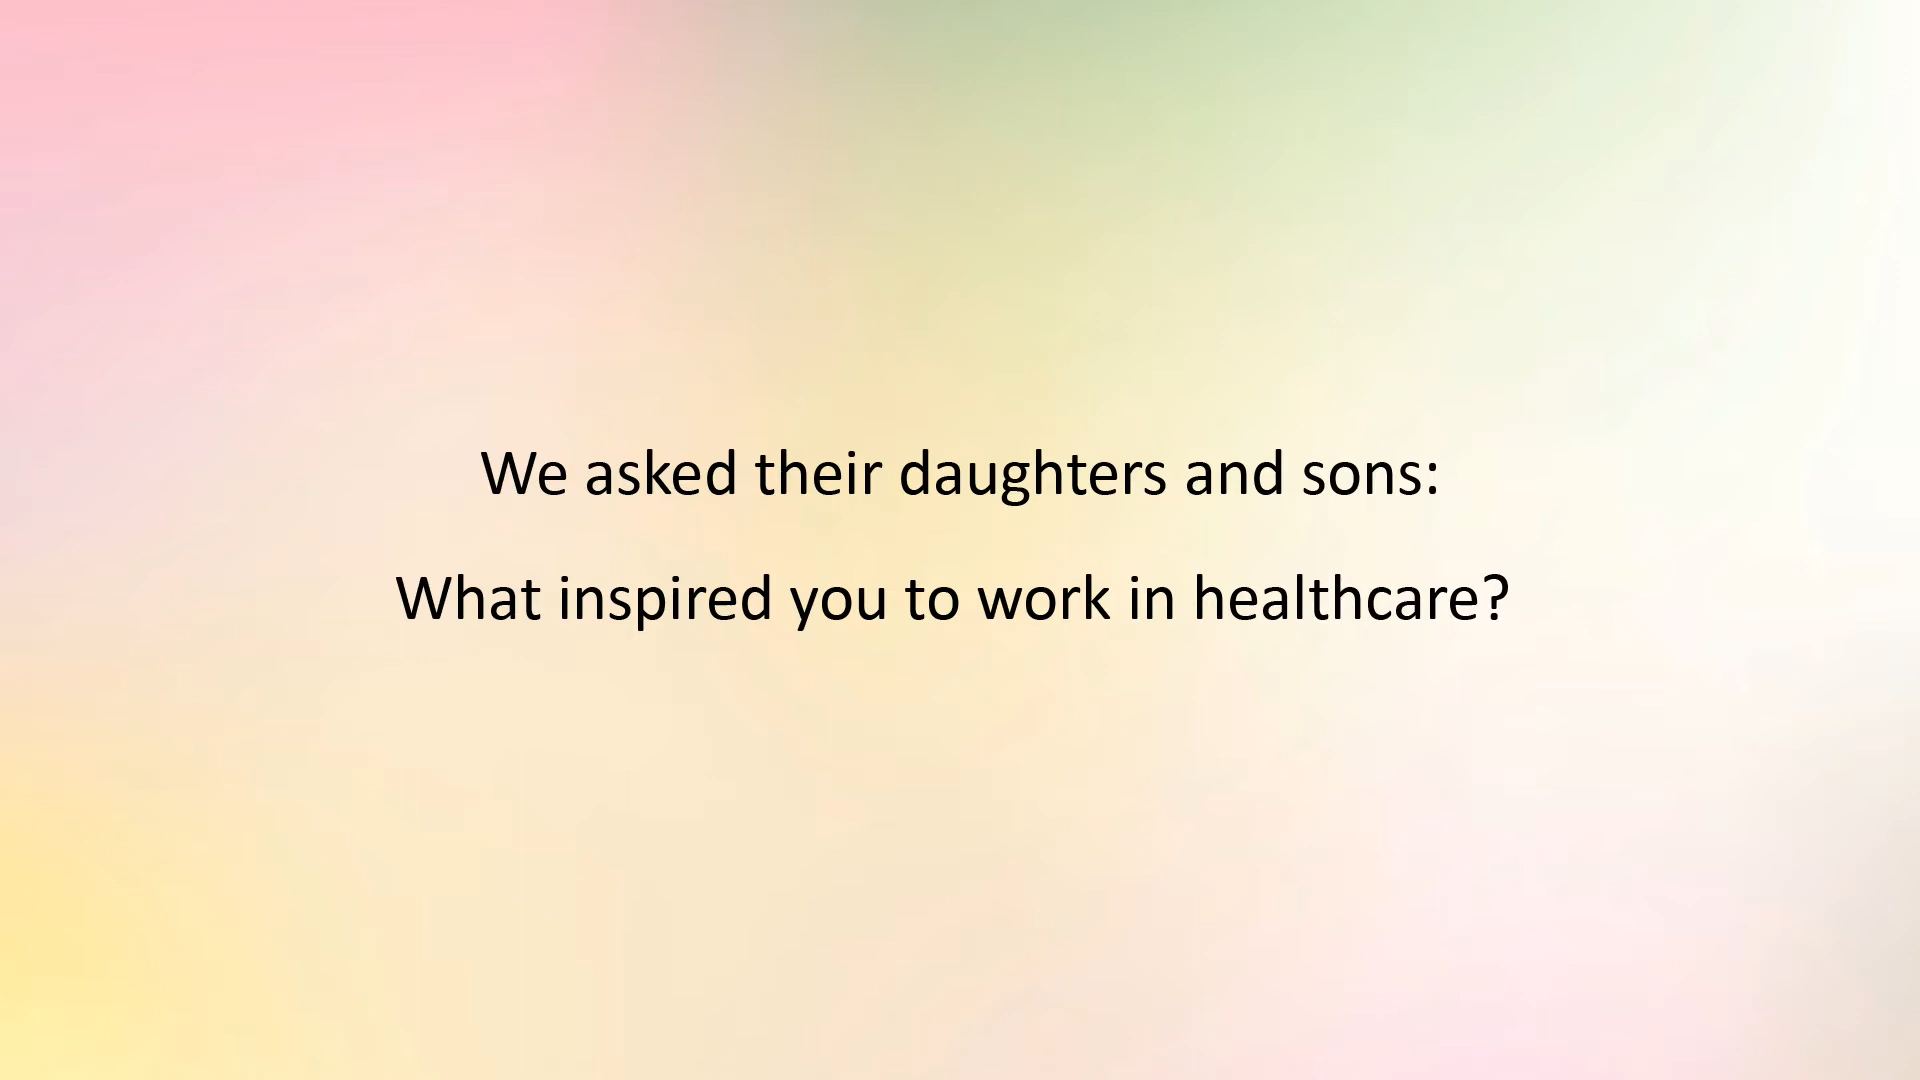 We asked their daughters and sons:
What inspired you to work in healthcare?